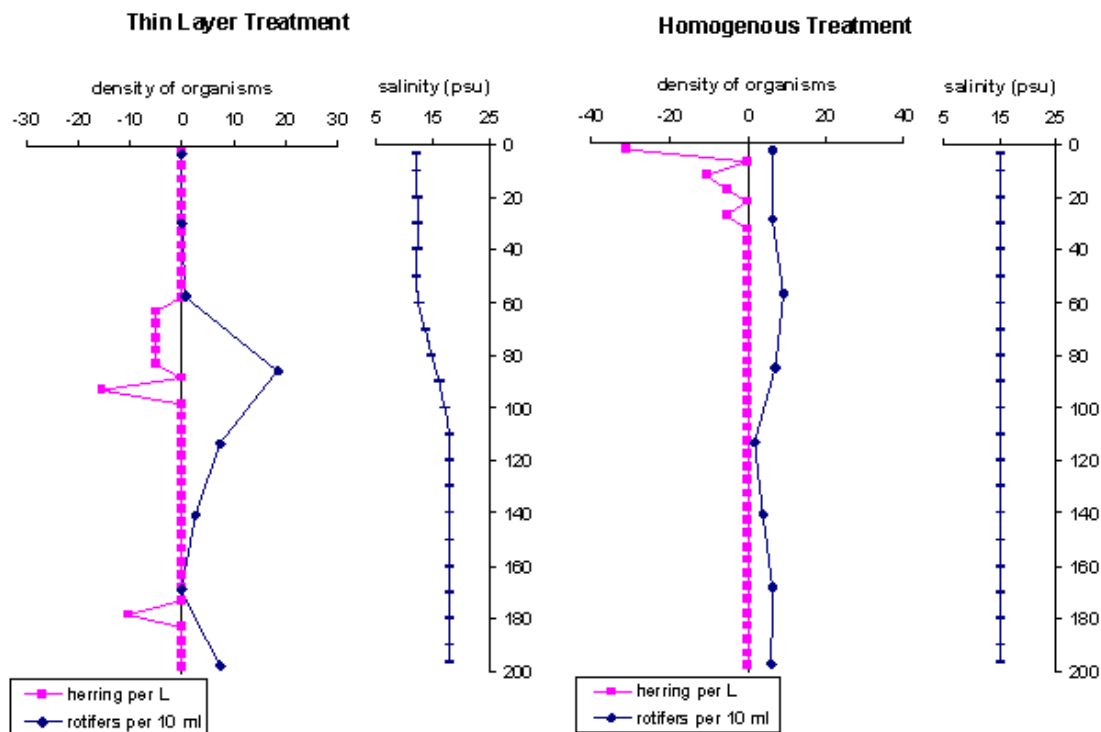 Thin Layer Treatment
density of organisms
salinity (psu)
-30 -20 -10 0 10 20 30
5 15 25
0
20
40
60
80
100
120
140
160
180
200
herring per L
rotifers per 10 ml
Homogenous Treatment
density of organisms
salinity (psu)
-40 -20 0 20 40
5 15 25
0
20
40
60
80
100
120
140
160
180
200
herring per L
rotifers per 10 ml